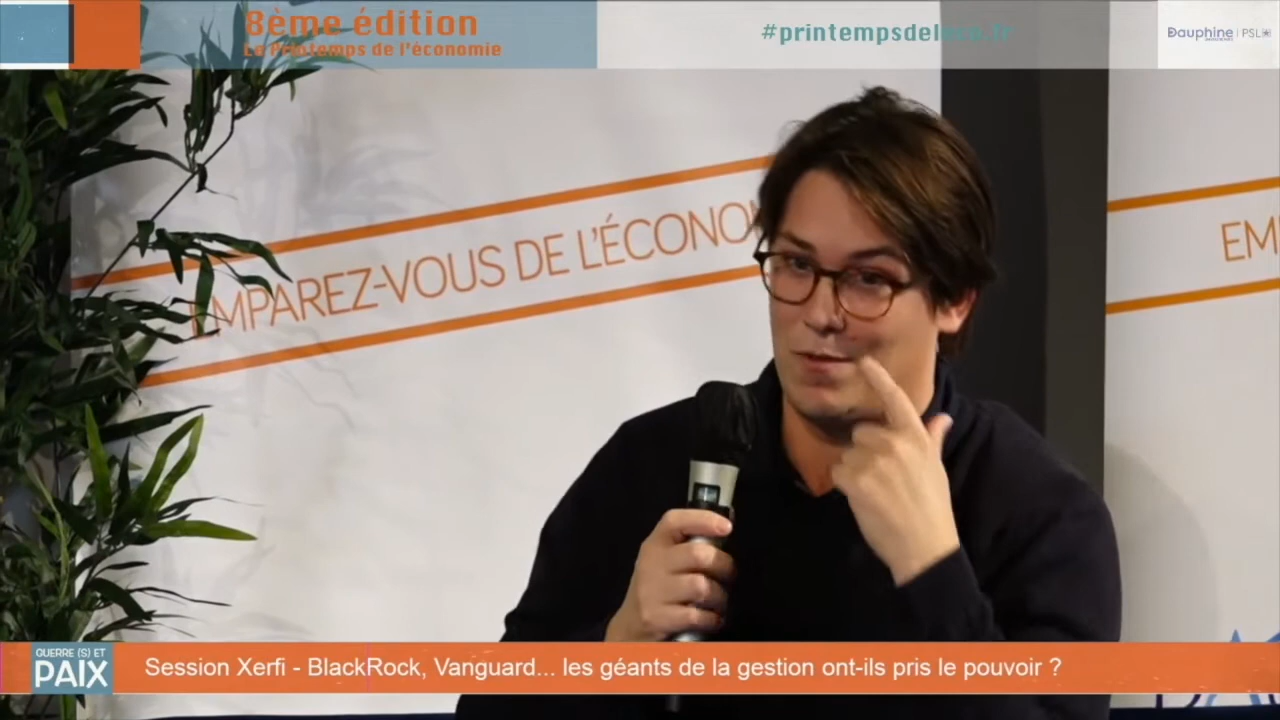 8ème édition
Le Printemps de l'économie
#printempsdeleco.fr
Dauphine | PSL
EMPAREZ-VOUS DE L'ÉCONO
EM
GUERRE (S) ET
PAIX
Session Xerfi - BlackRock, Vanguard... les géants de la gestion ont-ils pris le pouvoir ?